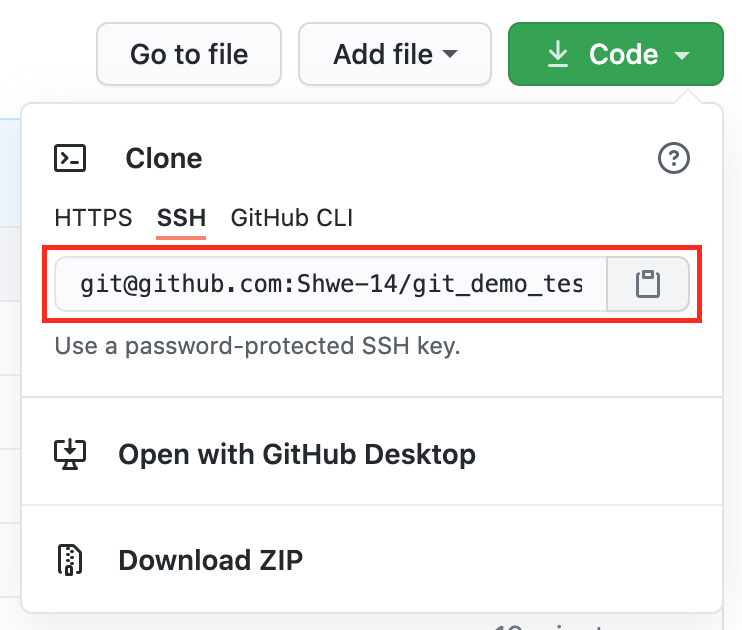 Go to file Add file Code
Clone
HTTPS SSH GitHub CLI
git@github.com:Shwe-14/git_demo_tes
Use a password-protected SSH key.
Open with GitHub Desktop
Download ZIP